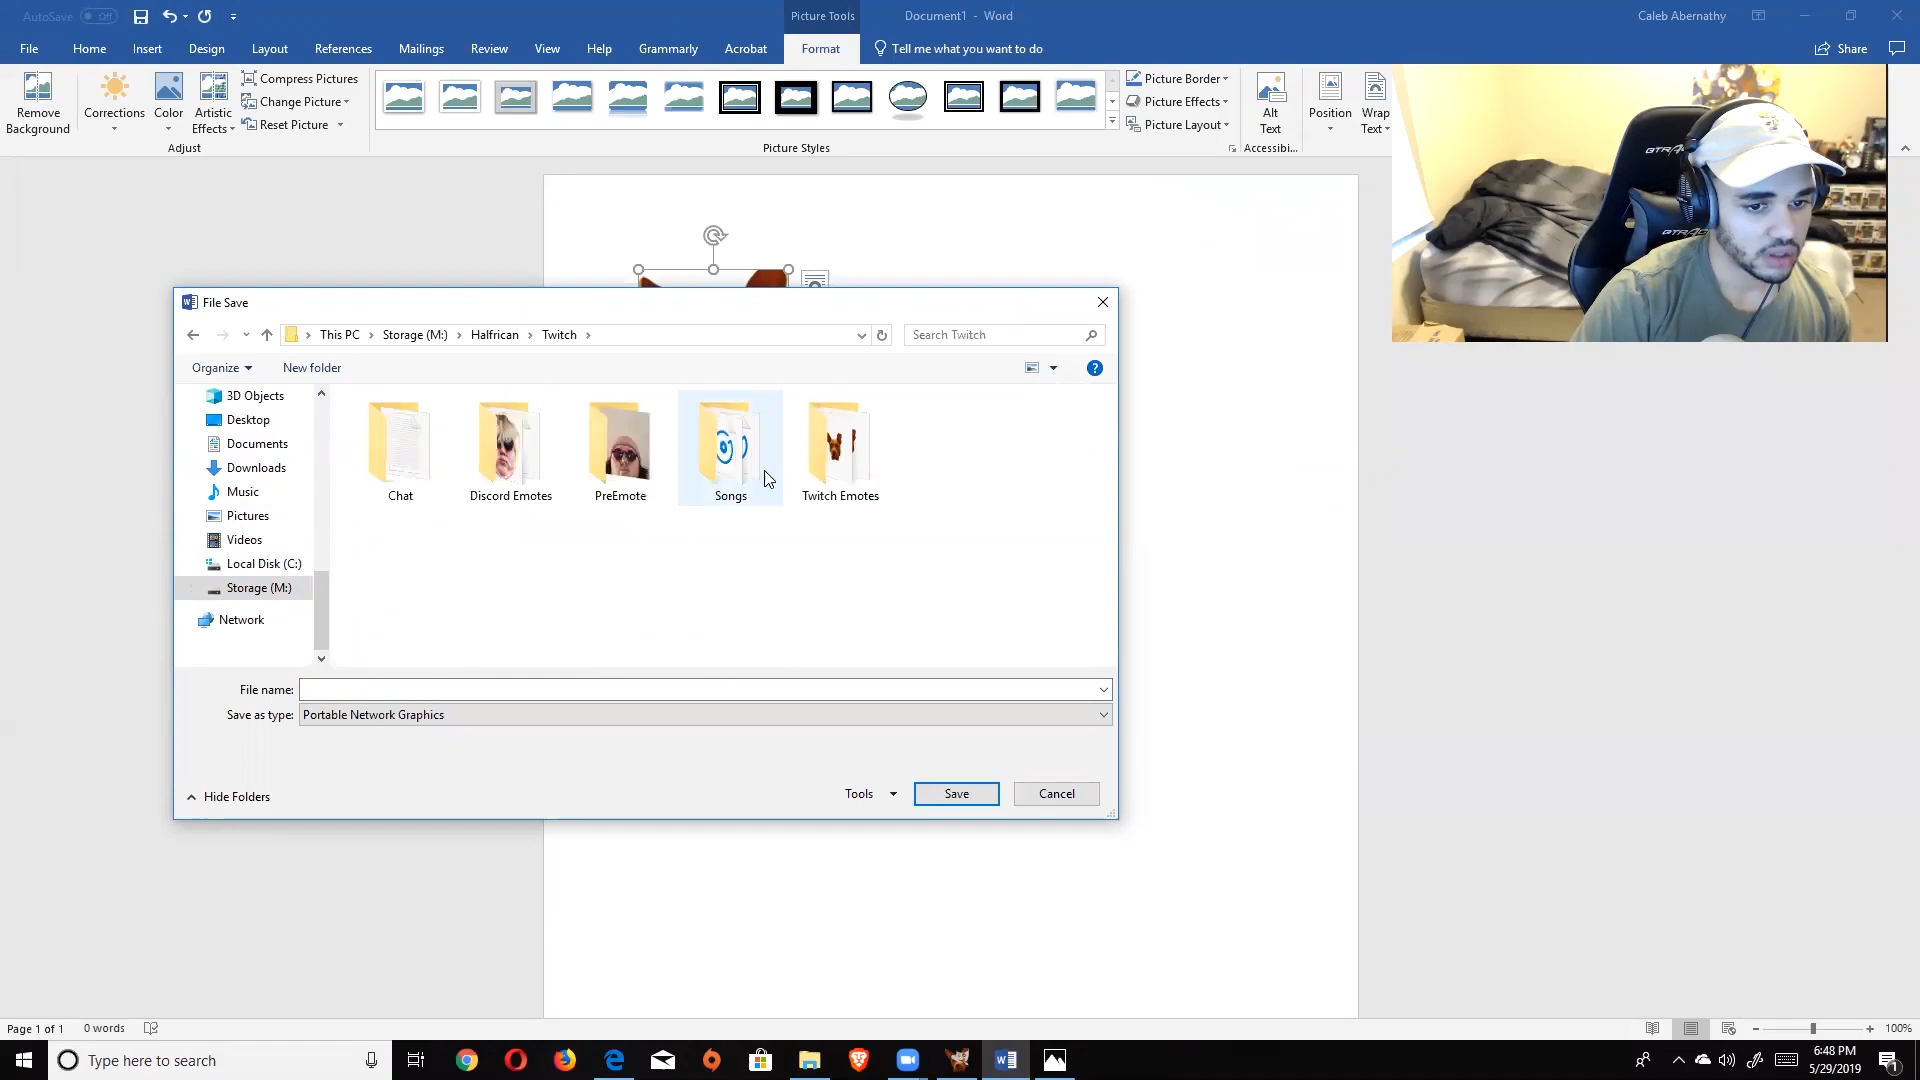 AutoSave Off
Picture Tools
Document1 - Word
Caleb Abernathy
File Home Insert Design Layout References Mailings Review View Help Grammarly Acrobat Format Tell me what you want to do Share
Remove Background
Corrections
Color
Artistic Effects
Compress Pictures
Change Picture
Reset Picture
Adjust
Picture Styles
Picture Border
Picture Effects
Picture Layout
Alt Text
Accessibi...
Position
Wrap Text
GTRA
GTRA
File Save
This PC > Storage (M:) > Halfrican > Twitch >
Search Twitch
Organize
New folder
3D Objects
Desktop
Documents
Downloads
Music
Pictures
Videos
Local Disk (C:)
Storage (M:)
Network
Chat
Discord Emotes
PreEmote
Songs
Twitch Emotes
File name:
Save as type: Portable Network Graphics
Hide Folders
Tools
Save
Cancel
Page 1 of 1
0 words
100%
Type here to search
6:48 PM
5/29/2019
1